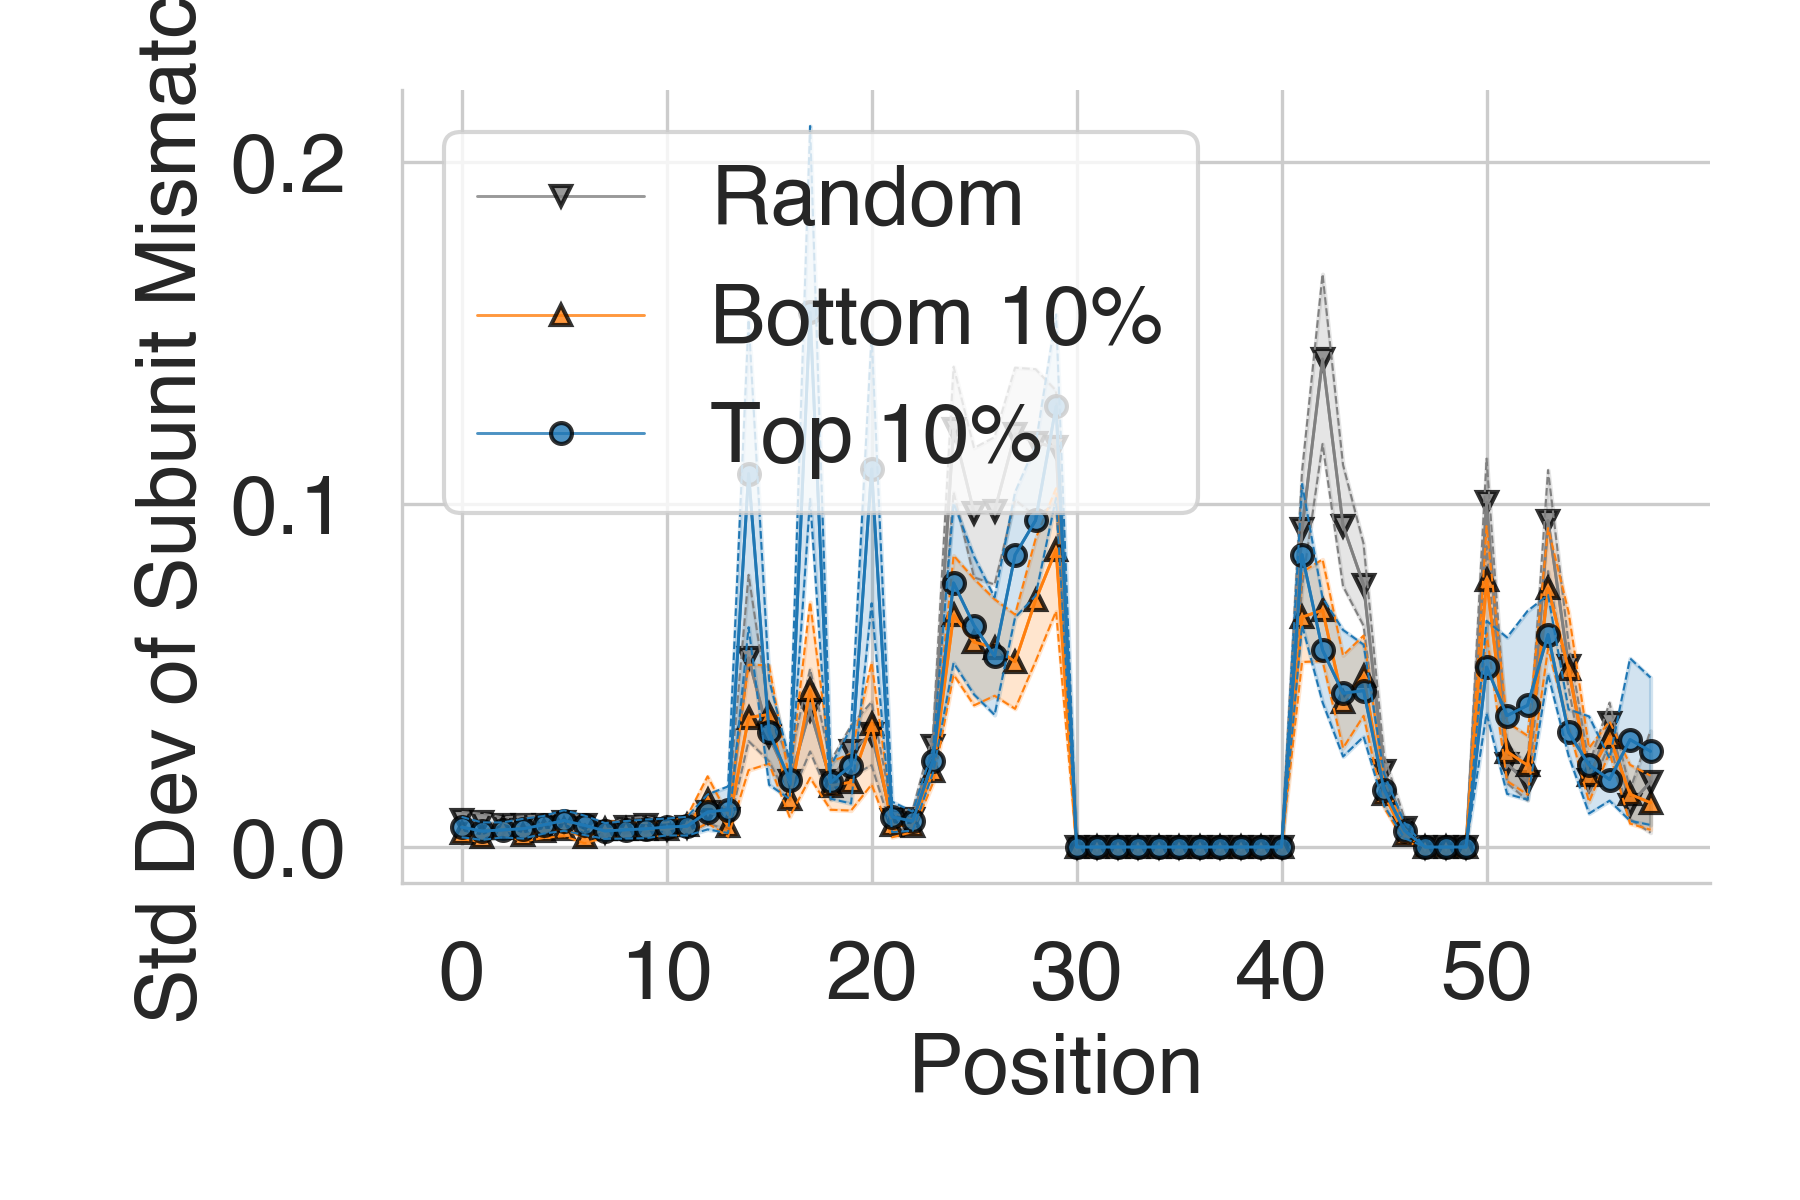 Std Dev of Subunit Mismatc
0.2
0.1
0.0
Random
Bottom 10%
Top 10%
0 10 20 30 40 50
Position